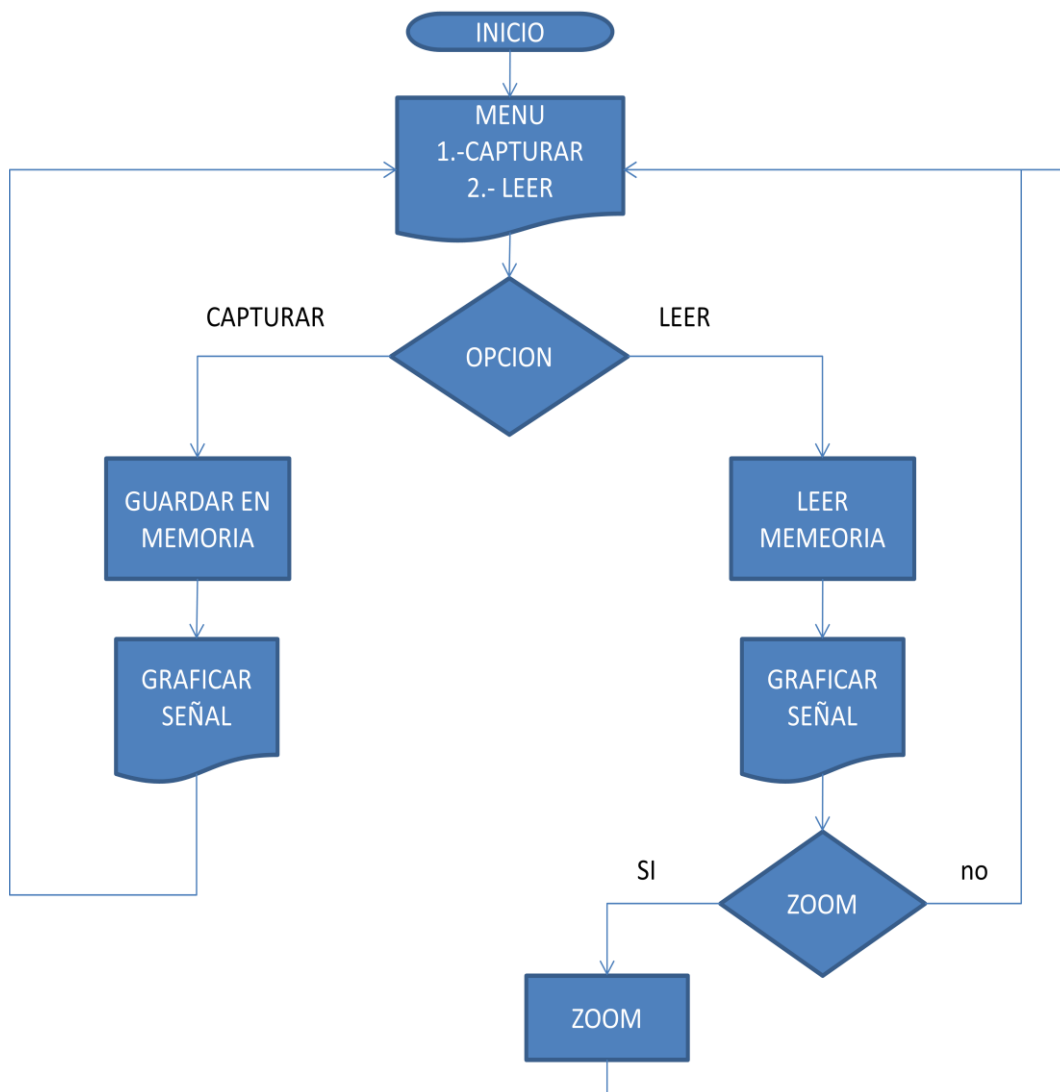 INICIO
MENU
1.-CAPTURAR
2.- LEER
CAPTURAR
LEER
OPCION
GUARDAR EN
MEMORIA
LEER
MEMEORIA
GRAFICAR
SEÑAL
GRAFICAR
SEÑAL
SI
no
ZOOM
ZOOM